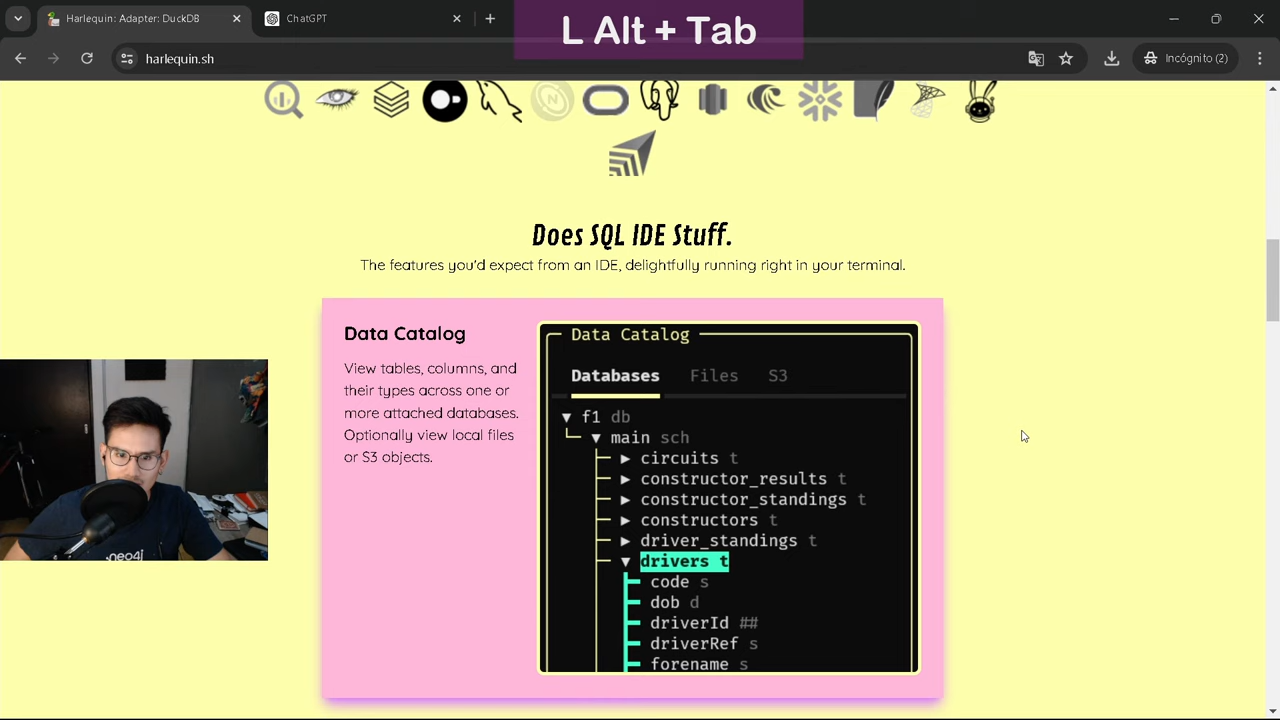 L Alt + Tab
Harlequin: Adapter: DuckDB
ChatGPT
harlequin.sh
Incógnito (2)
Does SQL IDE Stuff.
The features you'd expect from an IDE, delightfully running right in your terminal.
Data Catalog
View tables, columns, and
their types across one or
more attached databases.
Optionally view local files
or S3 objects.
Data Catalog
Databases Files S3
▼ f1 db
▼ main sch
▶ circuits t
▶ constructor_results t
▶ constructor_standings t
▶ constructors t
▶ driver_standings t
▼ drivers t
code s
dob d
driverId ##
driverRef s
forename s
neo4j